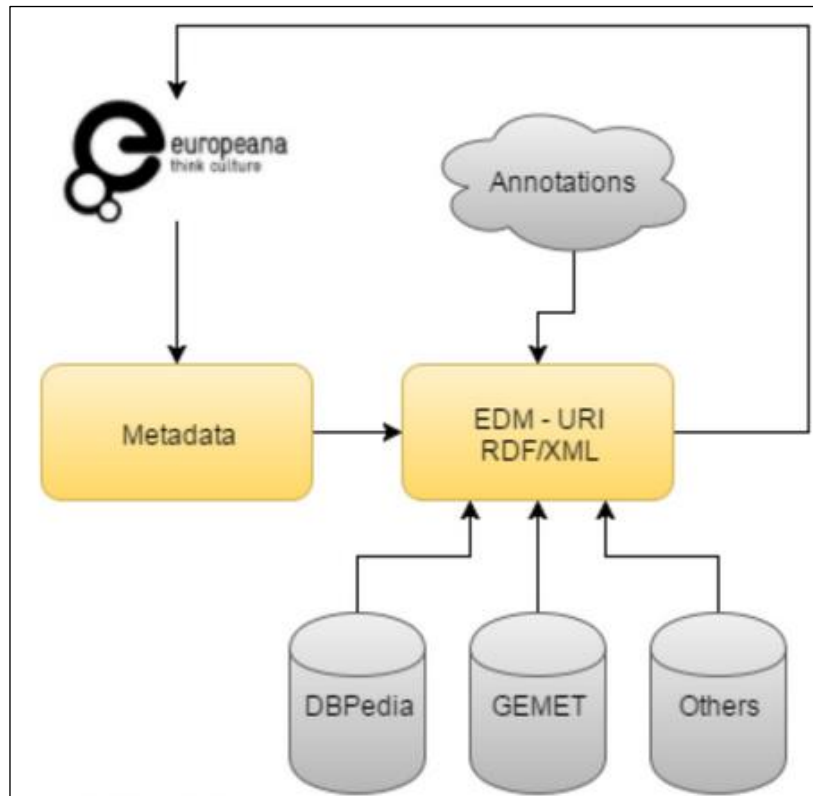 europeana
think culture
Annotations
Metadata
EDM - URI
RDF/XML
DBPedia
GEMET
Others